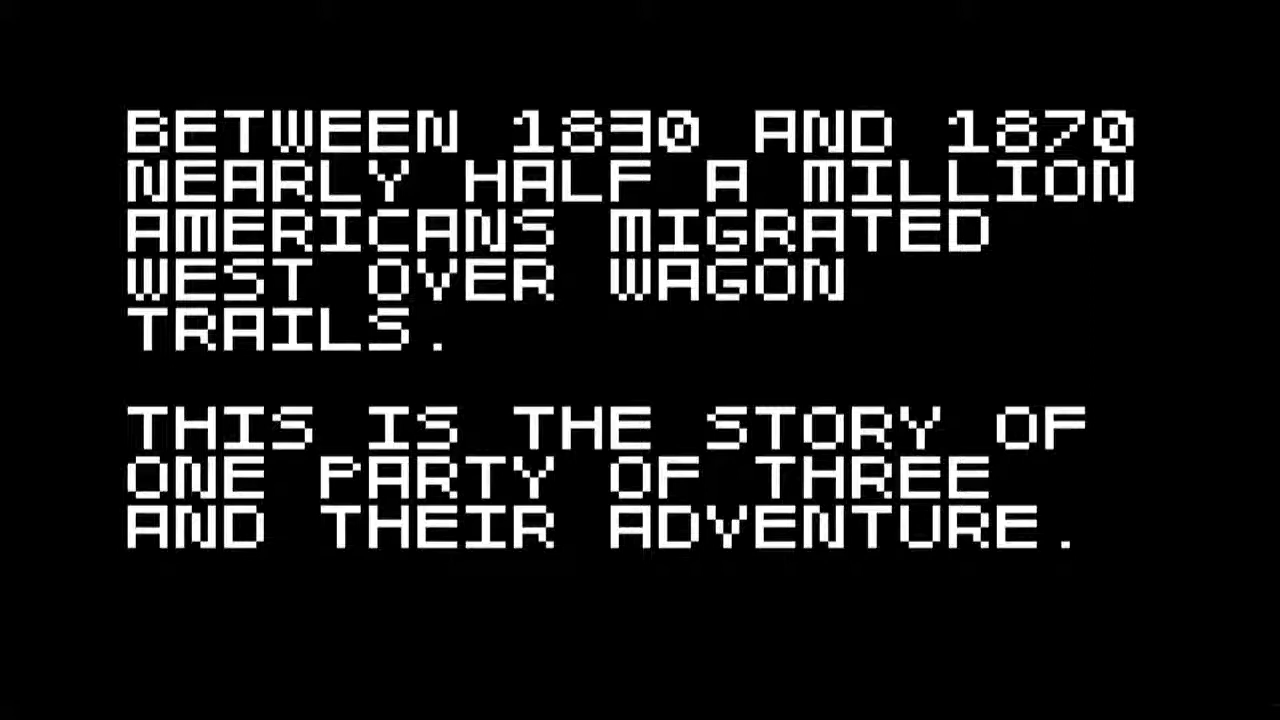 BETWEEN 1830 AND 1870
NEARLY HALF A MILLION
AMERICANS MIGRATED
WEST OVER WAGON
TRAILS.
THIS IS THE STORY OF
ONE PARTY OF THREE
AND THEIR ADVENTURE.